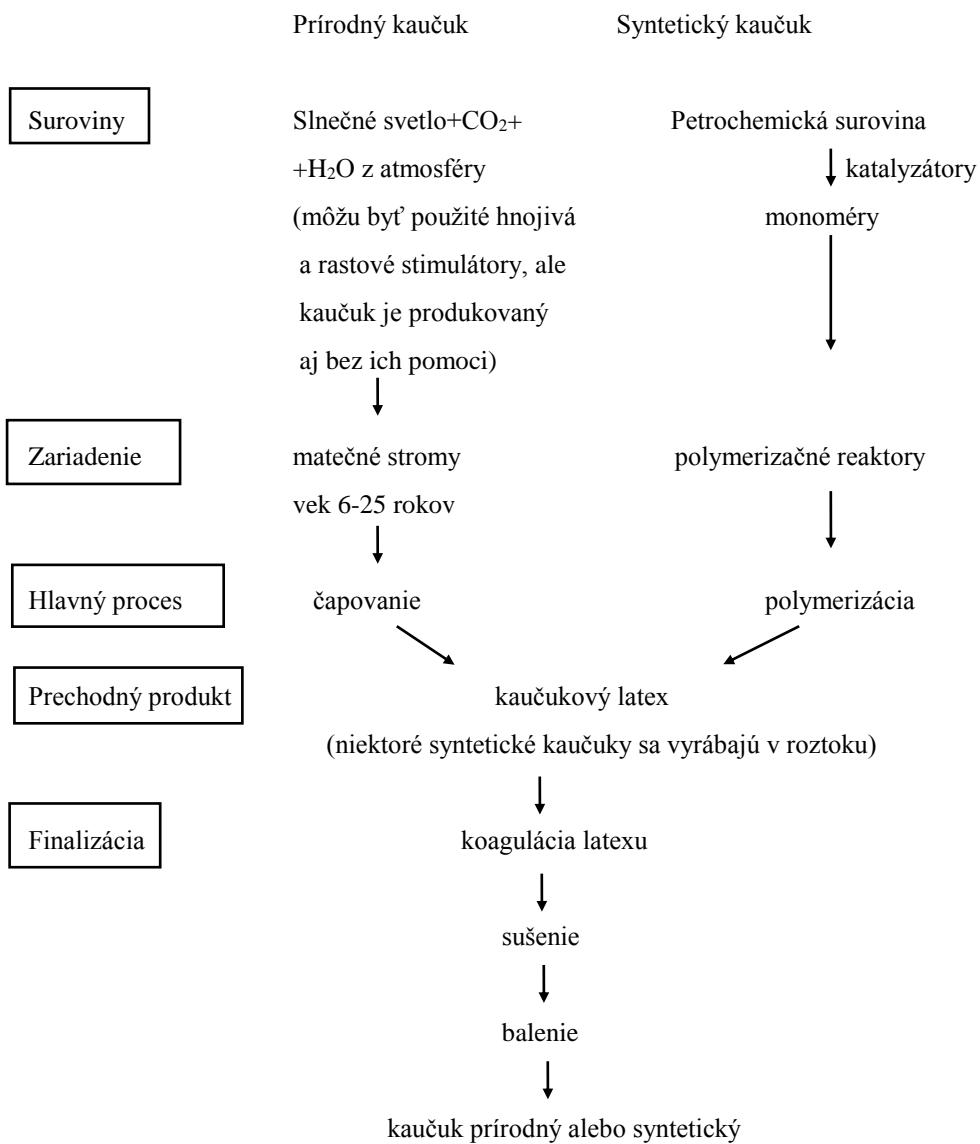 Prírodný kaučuk Syntetický kaučuk
Suroviny Slnečné svetlo+CO₂+ Petrochemická surovina
+H₂O z atmosféry katalyzátory
(môžu byť použité hnojivá monoméry
a rastové stimulátory, ale
kaučuk je produkovaný
aj bez ich pomoci)
Zariadenie matečné stromy polymerizačné reaktory
vek 6-25 rokov
Hlavný proces čapovanie polymerizácia
Prechodný produkt kaučukový latex
(niektoré syntetické kaučuky sa vyrábajú v roztoku)
Finalizácia koagulácia latexu
sušenie
balenie
kaučuk prírodný alebo syntetický